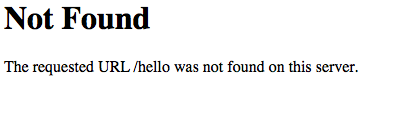 Not Found
The requested URL /hello was not found on this server.